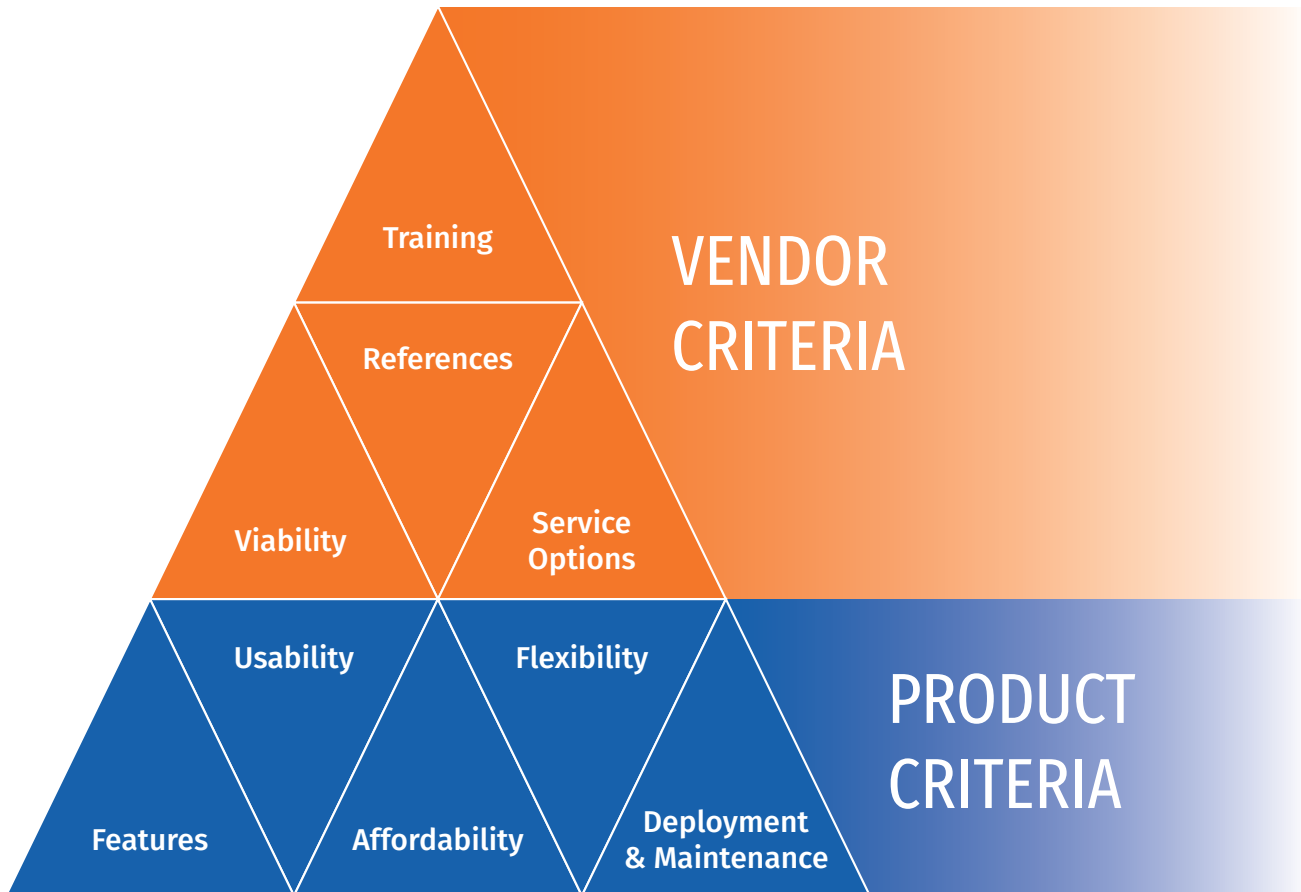 Training
VENDOR
CRITERIA
References
Viability
Service
Options
Usability
Flexibility
PRODUCT
CRITERIA
Features
Affordability
Deployment
& Maintenance